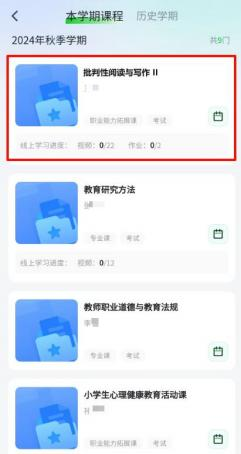 本学期课程 历史学期
2024年秋季学期 共9门
批判性阅读与写作 II
职业能力拓展课 考试
线上学习进度: 视频: 0/22 作业: 0/2
教育研究方法
专业课 考试
线上学习进度: 视频: 0/12
教师职业道德与教育法规
李
专业课 考试
小学生心理健康教育活动课
职业能力拓展课 考试